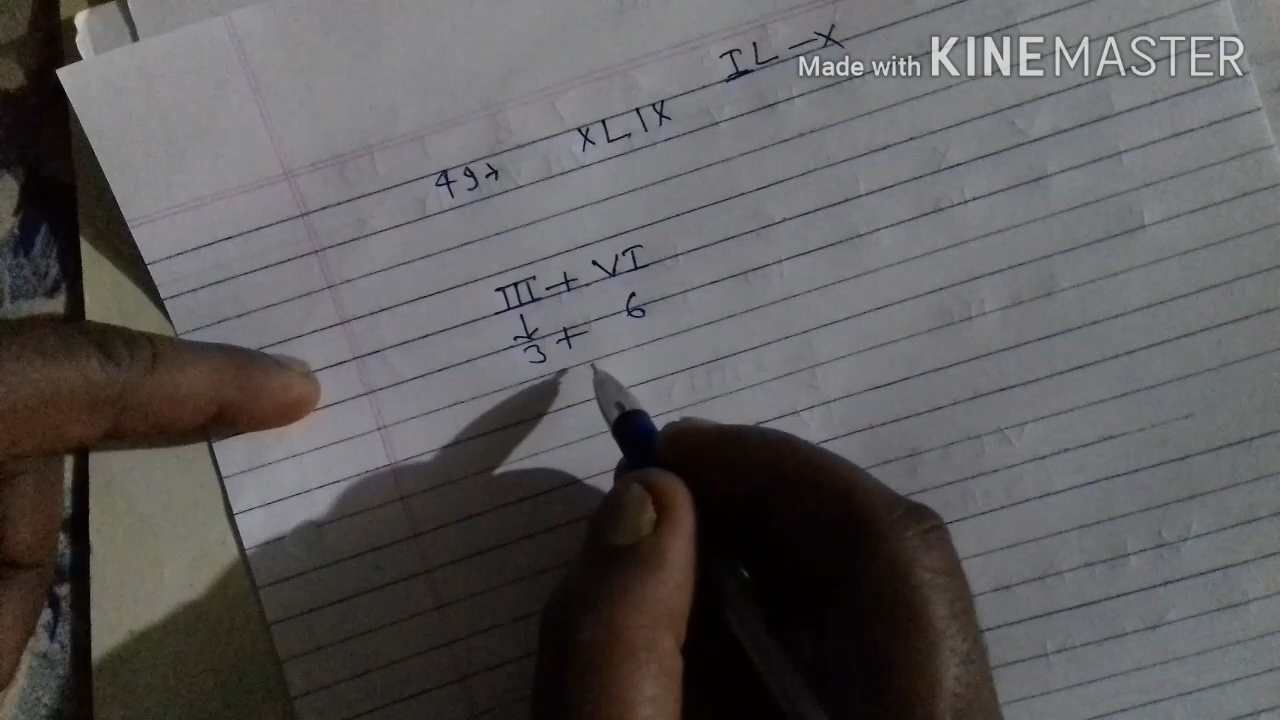 Made with KINEMASTER
49> XLIX IL-X
III + VI
↓
3 + 6